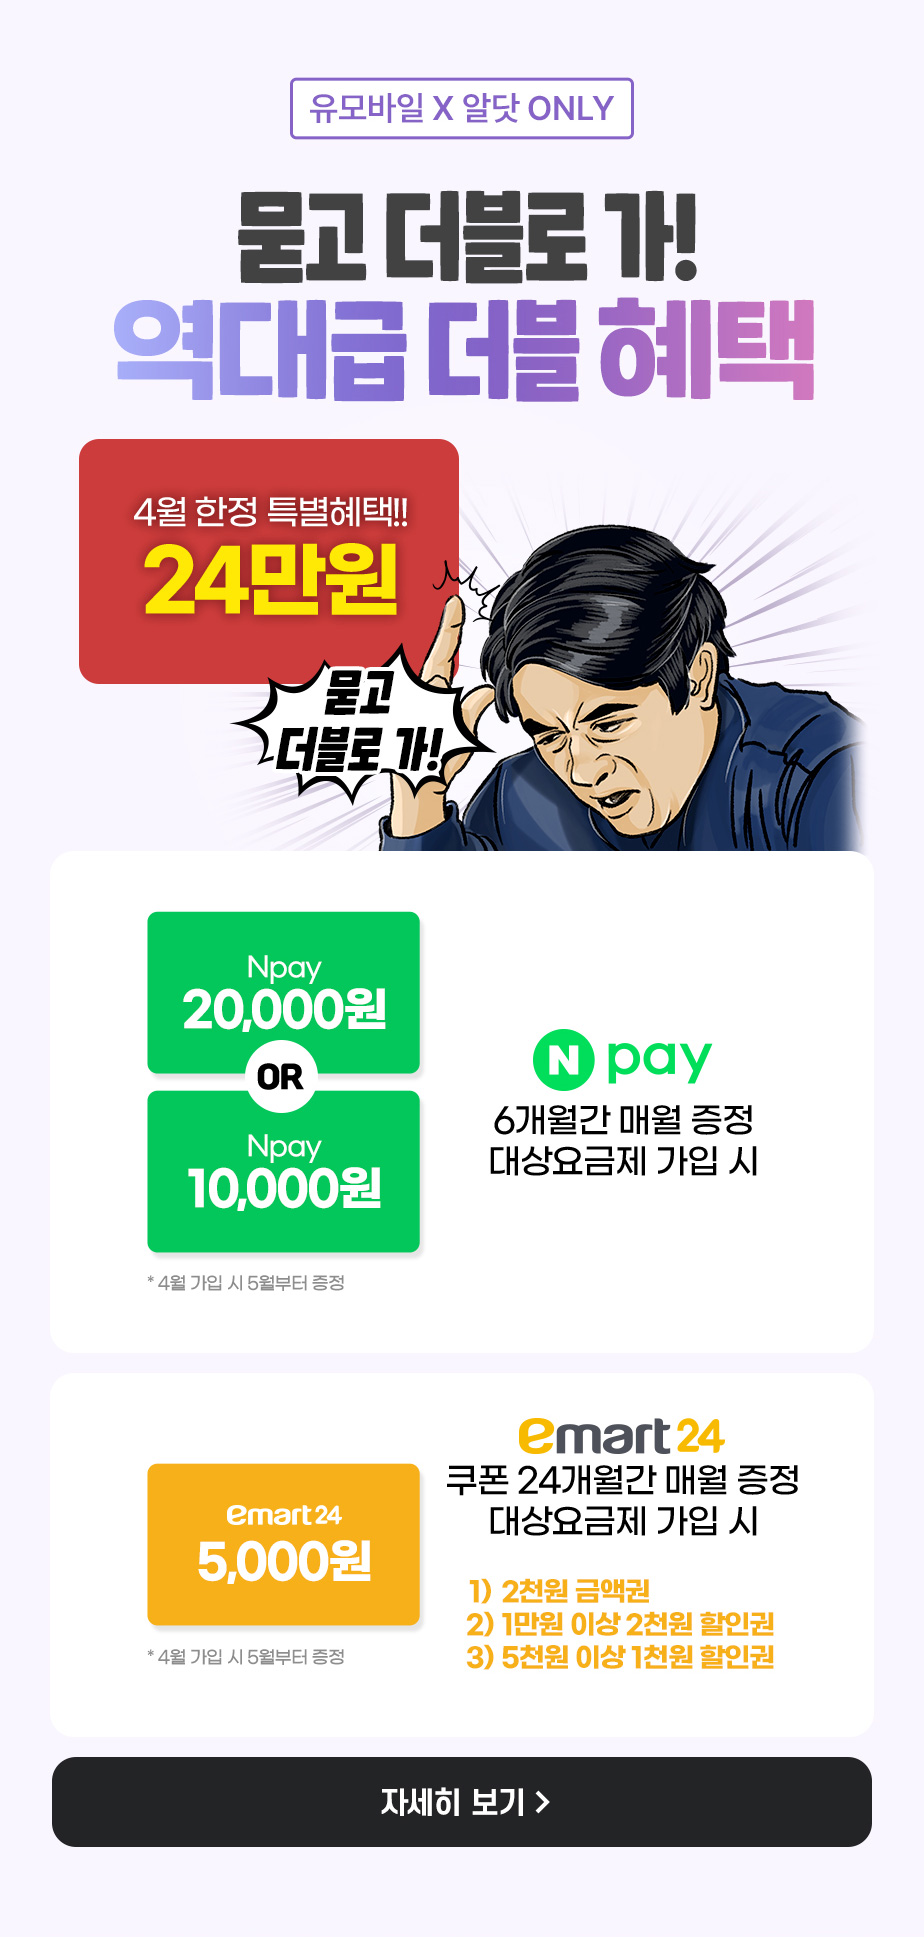 유모바일 X 알닷 ONLY
묻고 더블로 가!
역대급 더블 혜택
4월 한정 특별혜택!!
24만원
묻고
더블로 가!
Npay
20,000원
OR
Npay
10,000원
* 4월 가입 시 5월부터 증정
N pay
6개월간 매월 증정
대상요금제 가입 시
emart24
5,000원
* 4월 가입 시 5월부터 증정
emart24
쿠폰 24개월간 매월 증정
대상요금제 가입 시
1) 2천원 금액권
2) 1만원 이상 2천원 할인권
3) 5천원 이상 1천원 할인권
자세히 보기 >